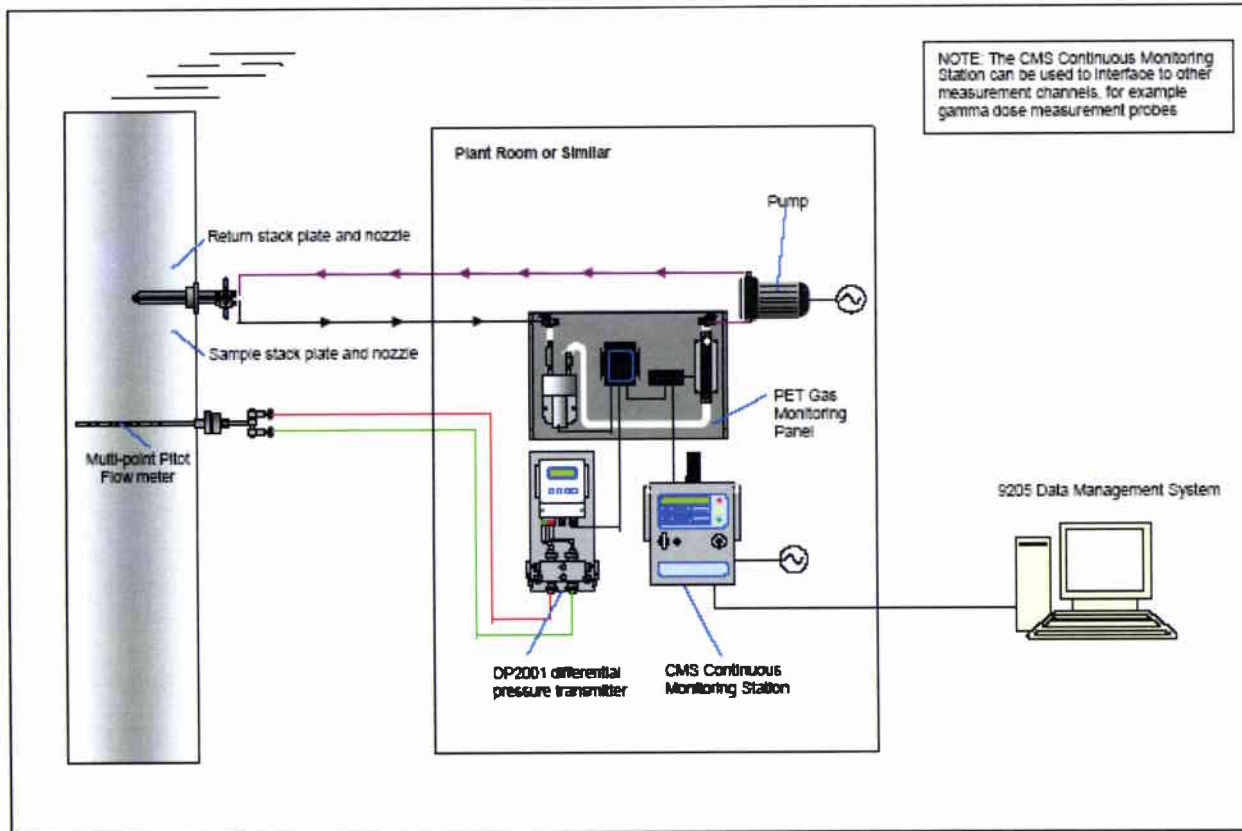 NOTE: The CMS Continuous Monitoring
Station can be used to interface to other
measurement channels, for example
gamma dose measurement probes
Plant Room or Similar
Pump
Return stack plate and nozzle
Sample stack plate and nozzle
PET Gas
Monitoring
Panel
Multi-point Pitot
Flow meter
9205 Data Management System
DP2001 differential
pressure transmitter
CMS Continuous
Monitoring Station